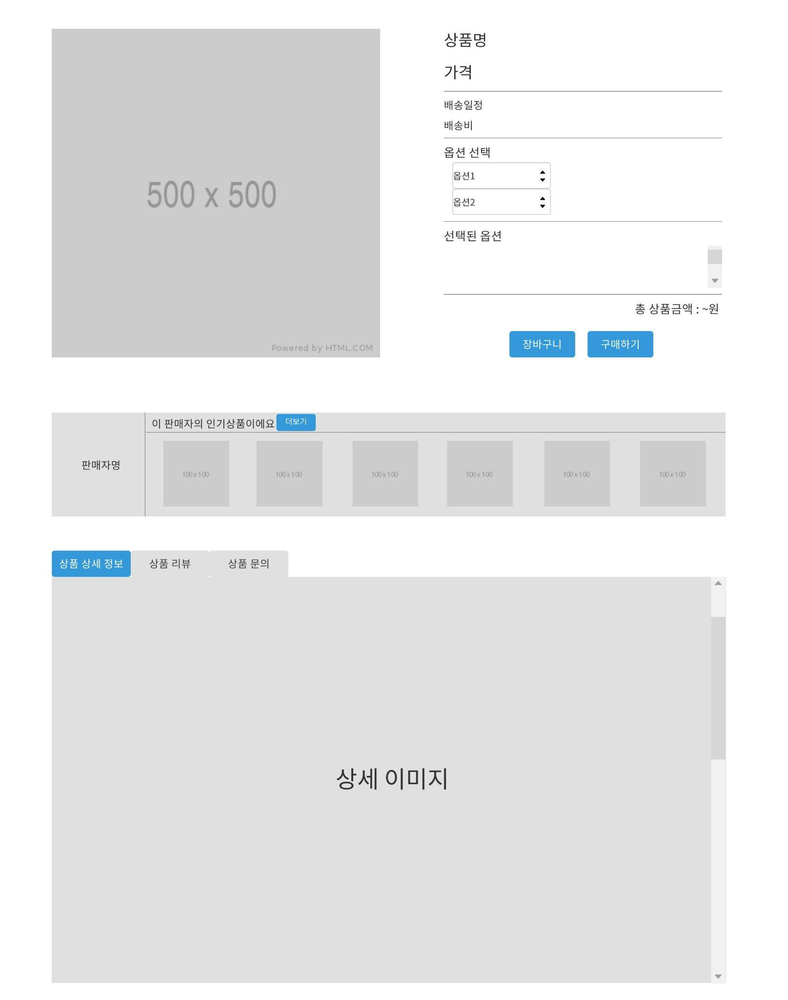 500 x 500
Powered by HTML.COM
상품명
가격
배송일정
배송비
옵션 선택
옵션1
옵션2
선택된 옵션
총 상품금액 : ~원
장바구니
구매하기
판매자명
이 판매자의 인기상품이에요
더보기
100 x 100
100 x 100
100 x 100
100 x 100
100 x 100
100 x 100
상품 상세 정보
상품 리뷰
상품 문의
상세 이미지